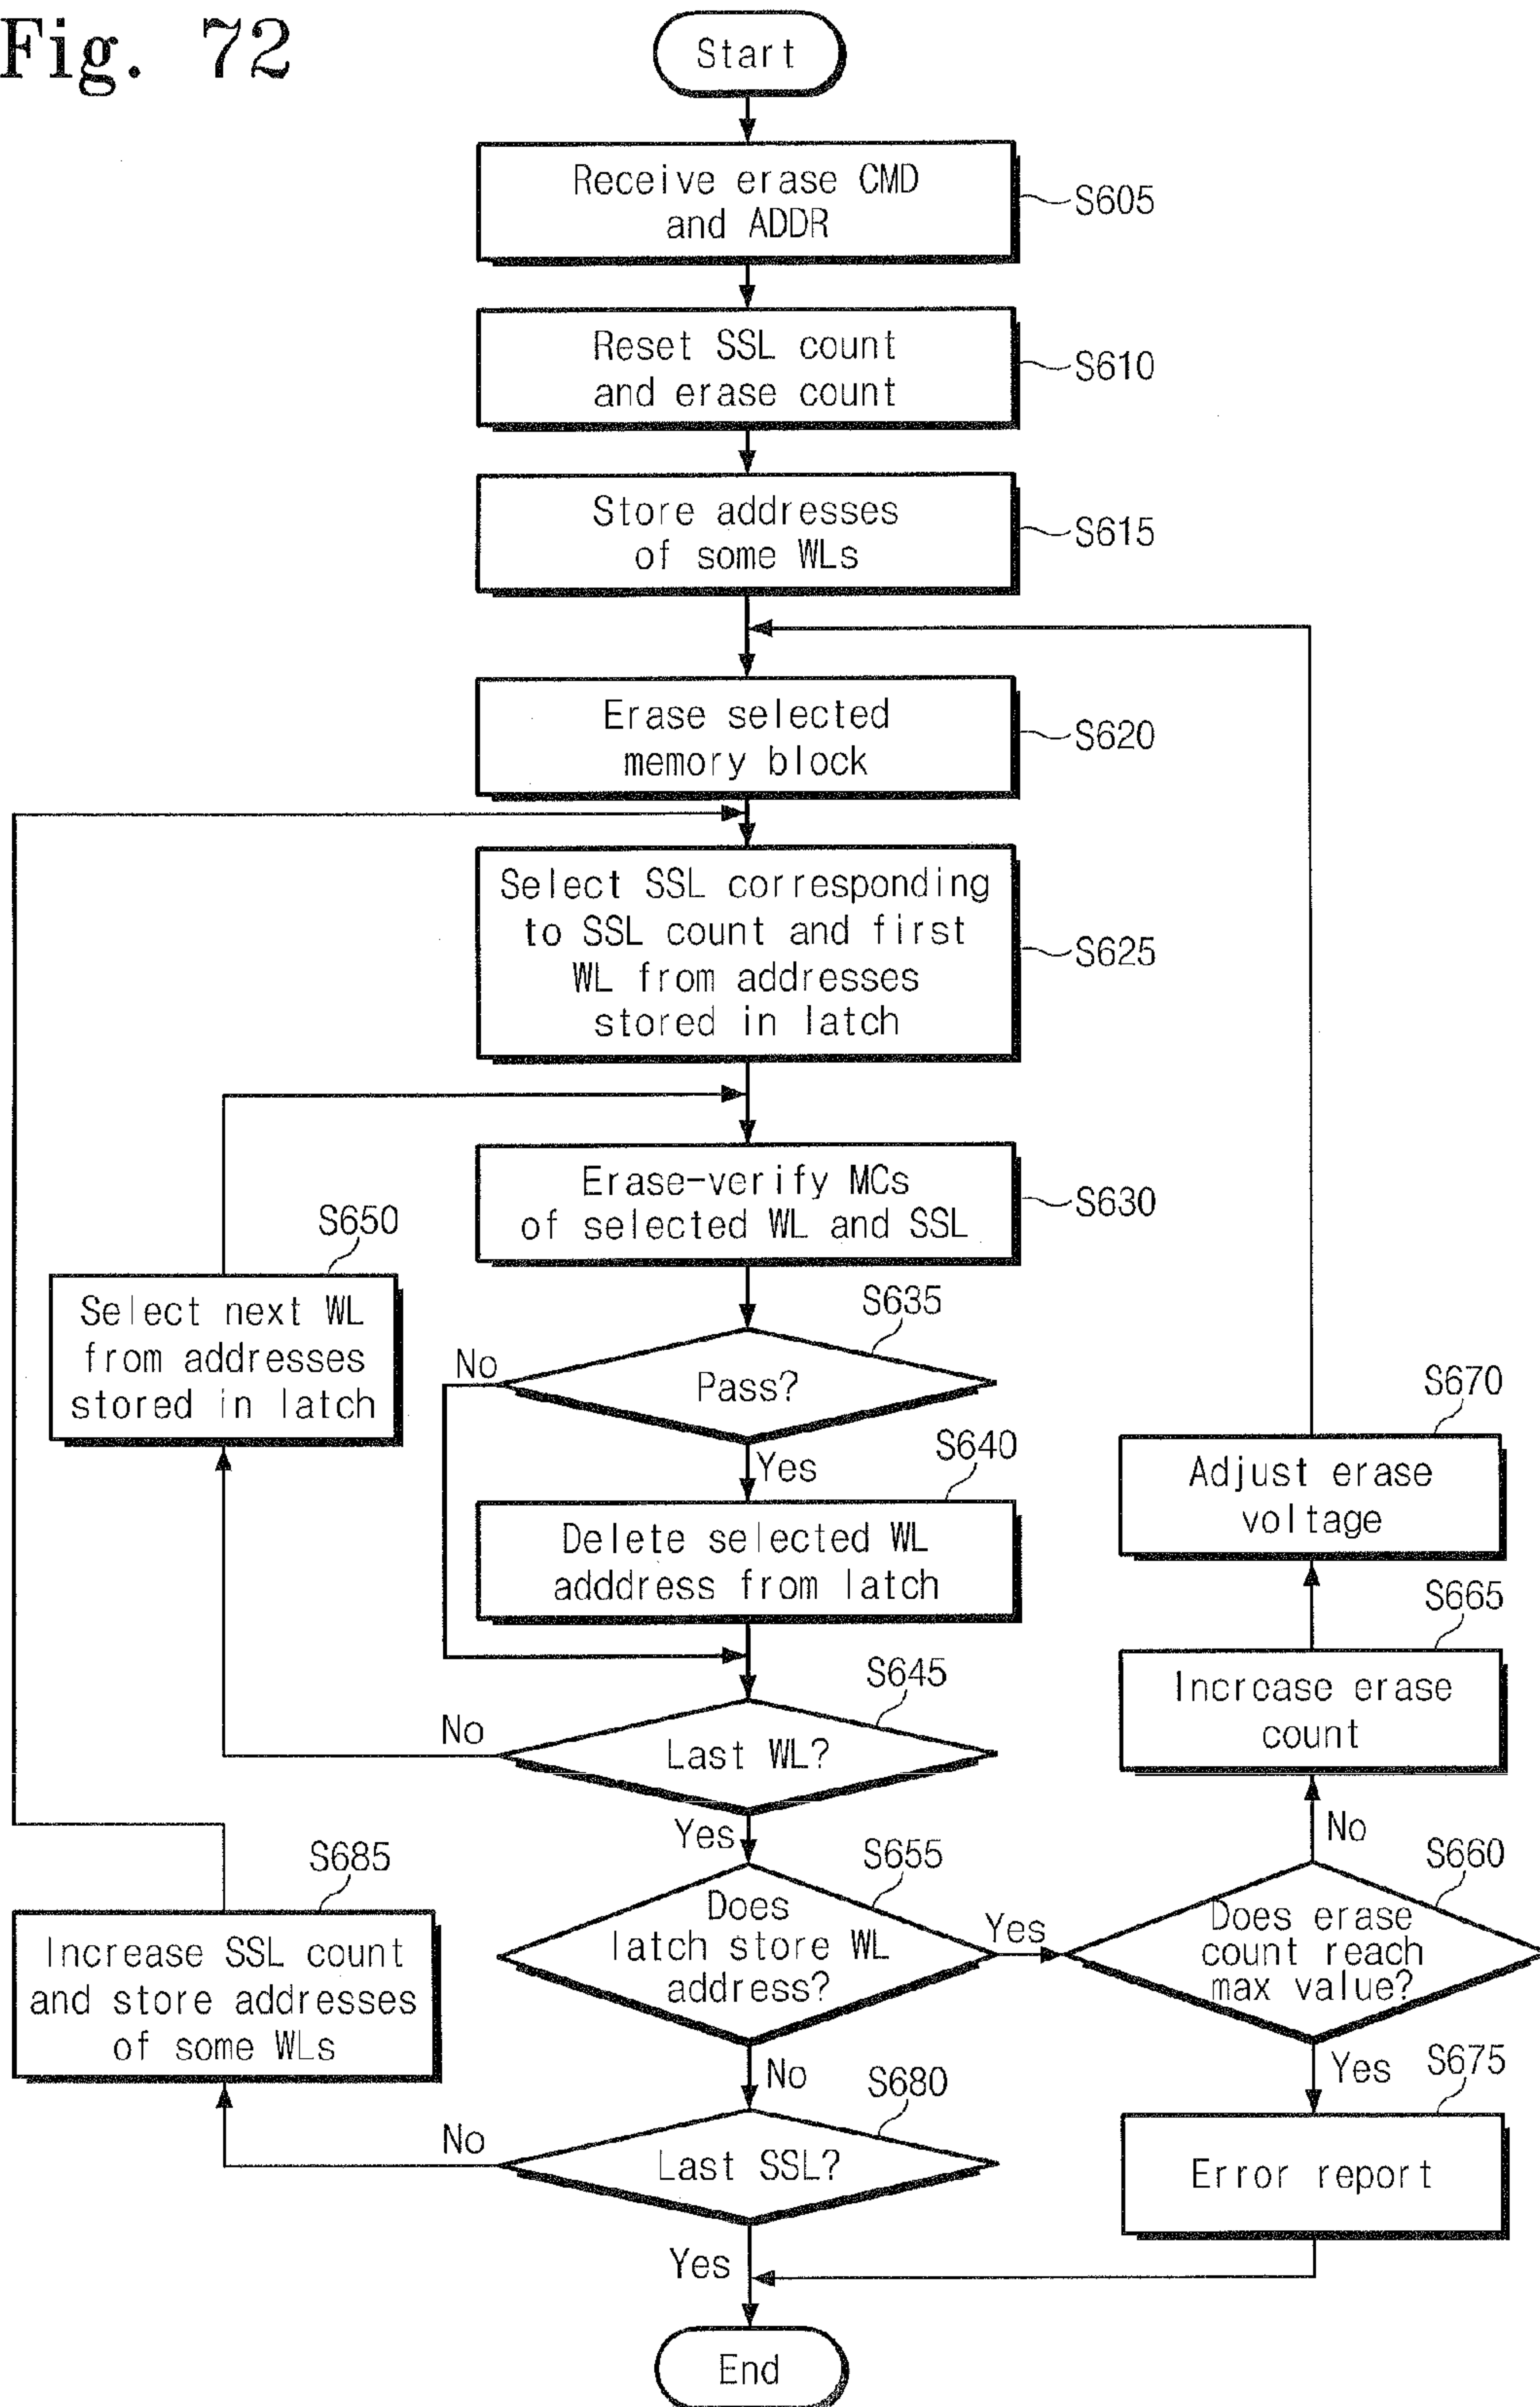 Fig. 72
Start
Receive erase CMD
and ADDR
S605
Reset SSL count
and erase count
S610
Store addresses
of some WLs
S615
Erase selected
memory block
S620
Select SSL corresponding
to SSL count and first
WL from addresses
stored in latch
S625
Erase-verify MCs
of selected WL and SSL
S630
S650
Select next WL
from addresses
stored in latch
S635
No
Pass?
Yes
S640
Delete selected WL
adddress from latch
S670
Adjust erase
voltage
S665
Increase erase
count
S645
No
Last WL?
Yes
No
S655
Does
latch store WL
address?
Yes
S660
Does erase
count reach
max value?
S685
Increase SSL count
and store addresses
of some WLs
No
Yes
S675
Error report
S680
No
Last SSL?
Yes
End